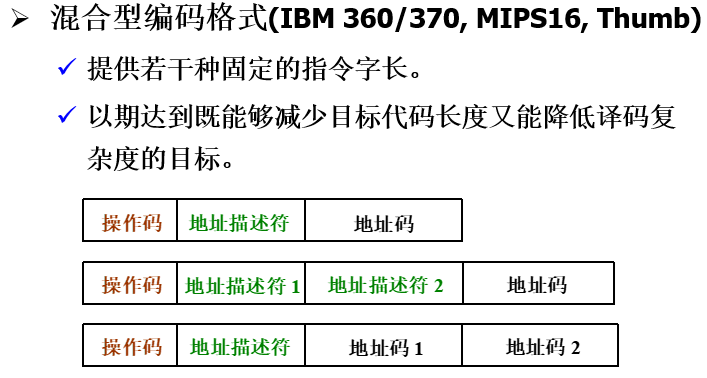 ➢ 混合型编码格式(IBM 360/370, MIPS16, Thumb)
✓ 提供若干种固定的指令字长。
✓ 以期达到既能够减少目标代码长度又能降低译码复
杂度的目标。
操作码 地址描述符 地址码
操作码 地址描述符 1 地址描述符 2 地址码
操作码 地址描述符 地址码 1 地址码 2